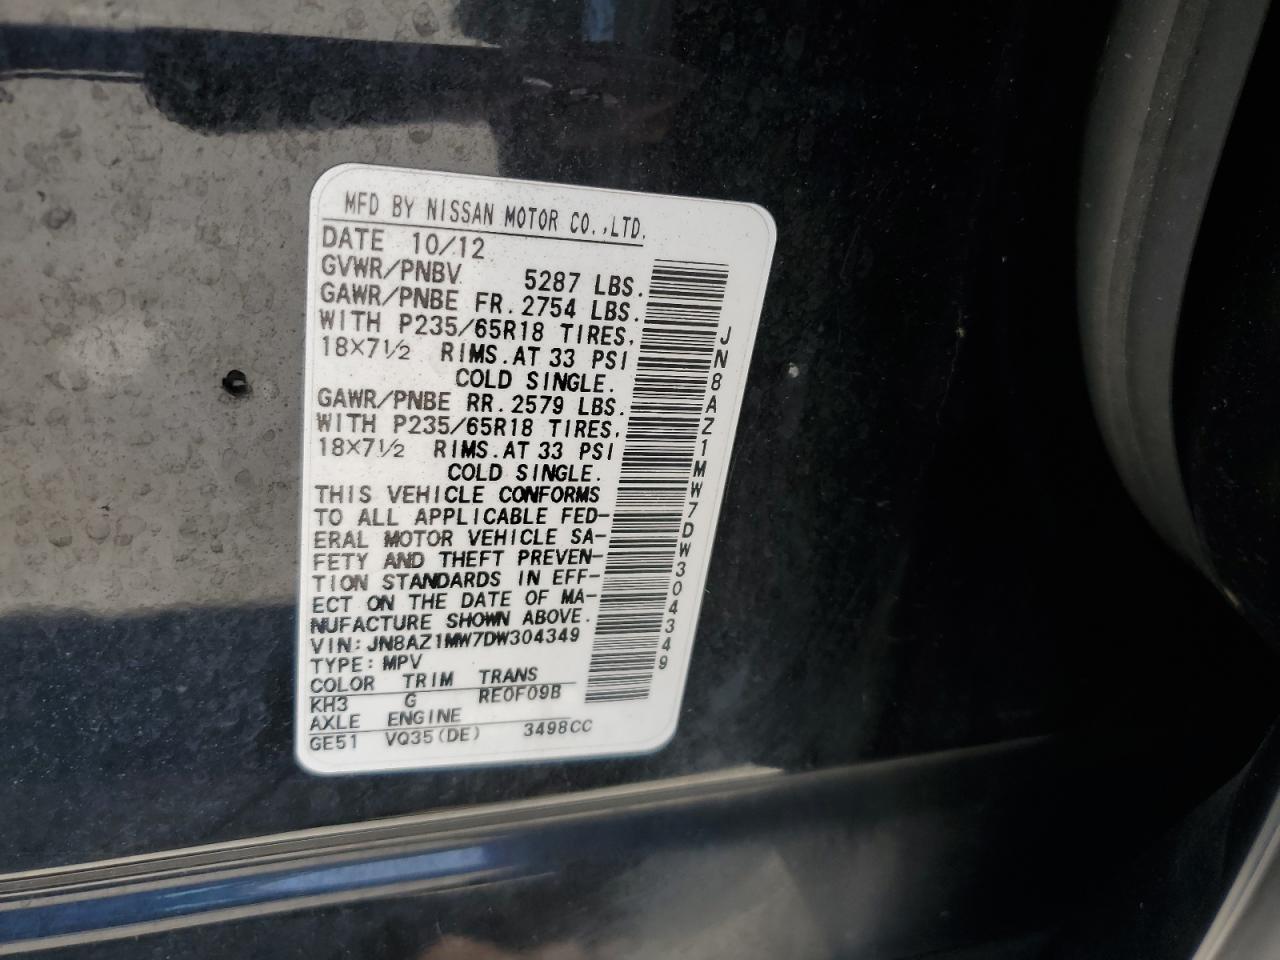 MFD BY NISSAN MOTOR CO.,LTD.
DATE 10/12
GVWR/PNBV 5287 LBS.
GAWR/PNBE FR. 2754 LBS.
WITH P235/65R18 TIRES,
18×7½ RIMS.AT 33 PSI
COLD SINGLE.
GAWR/PNBE RR. 2579 LBS.
WITH P235/65R18 TIRES,
18×7½ RIMS.AT 33 PSI
COLD SINGLE.
THIS VEHICLE CONFORMS
TO ALL APPLICABLE FED-
ERAL MOTOR VEHICLE SA-
FETY AND THEFT PREVEN-
TION STANDARDS IN EFF-
ECT ON THE DATE OF MA-
NUFACTURE SHOWN ABOVE.
VIN: JN8AZ1MW7DW304349
TYPE: MPV
COLOR TRIM TRANS
KH3 G RE0F09B
AXLE ENGINE
GE51 VQ35(DE) 3498CC
JN8AZ1MW7DW304349